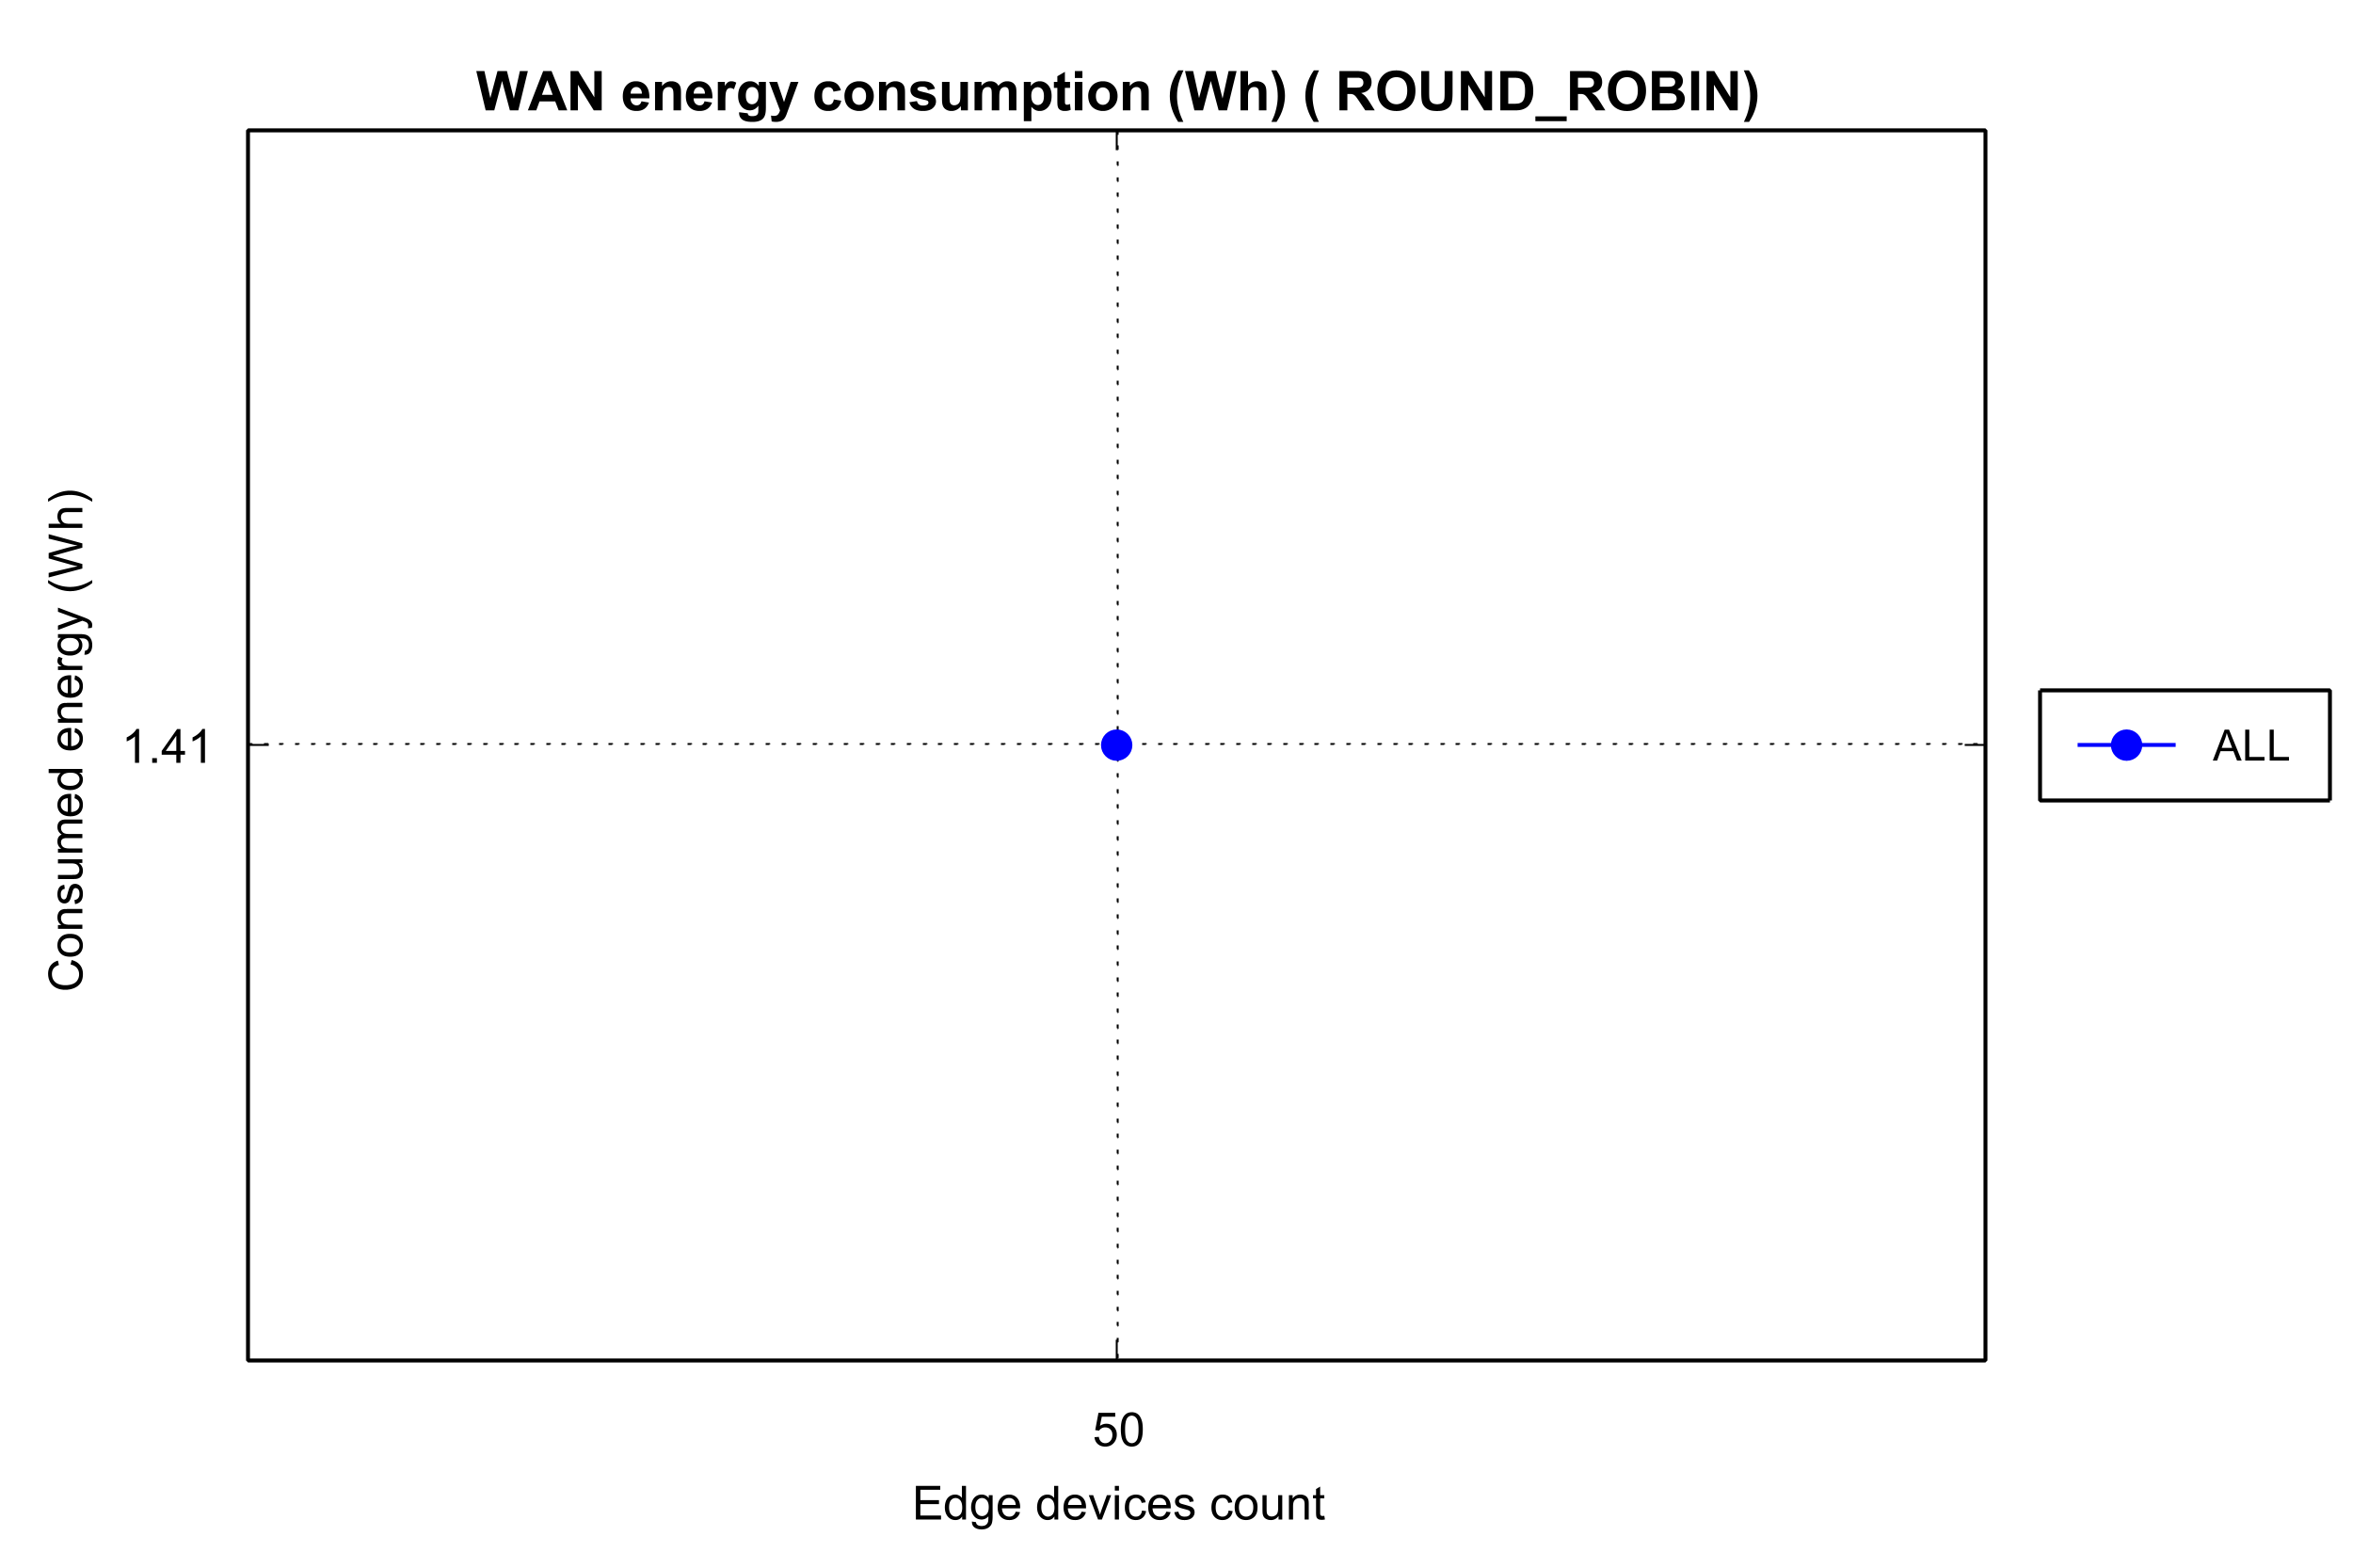 WAN energy consumption (Wh) ( ROUND_ROBIN)
Consumed energy (Wh)
1.41
ALL
50
Edge devices count